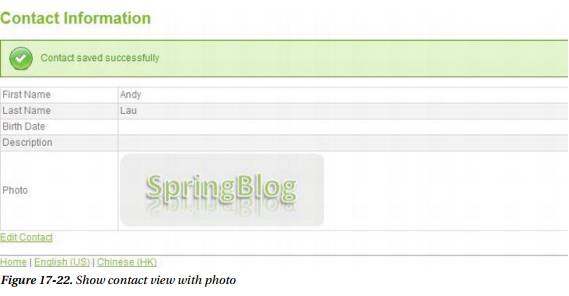 Contact Information
Contact saved successfully
First Name Andy
Last Name Lau
Birth Date
Description
Photo SpringBlog
Edit Contact
Home | English (US) | Chinese (HK)
Figure 17-22. Show contact view with photo